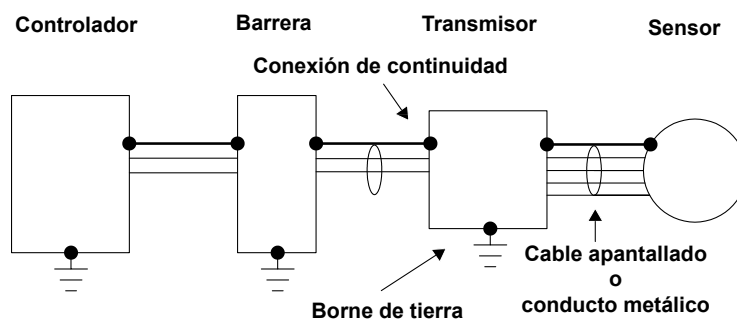 Controlador
Barrera
Transmisor
Sensor
Conexión de continuidad
Cable apantallado
o
conducto metálico
Borne de tierra